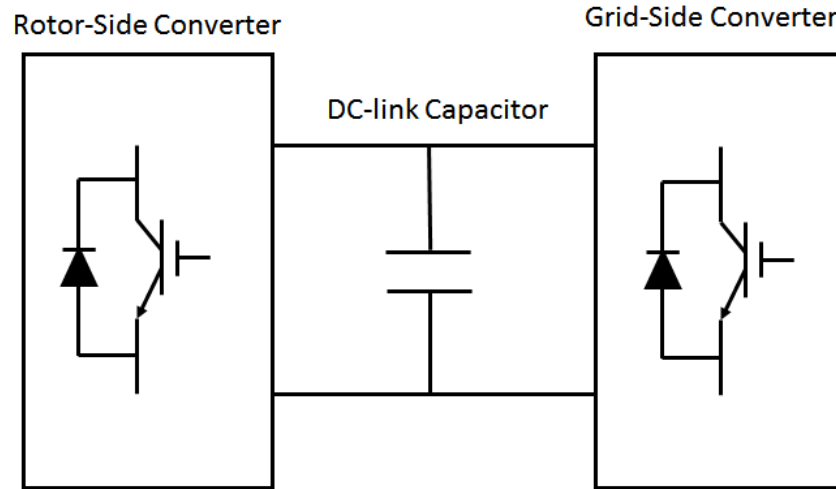 Rotor-Side Converter
Grid-Side Converter
DC-link Capacitor